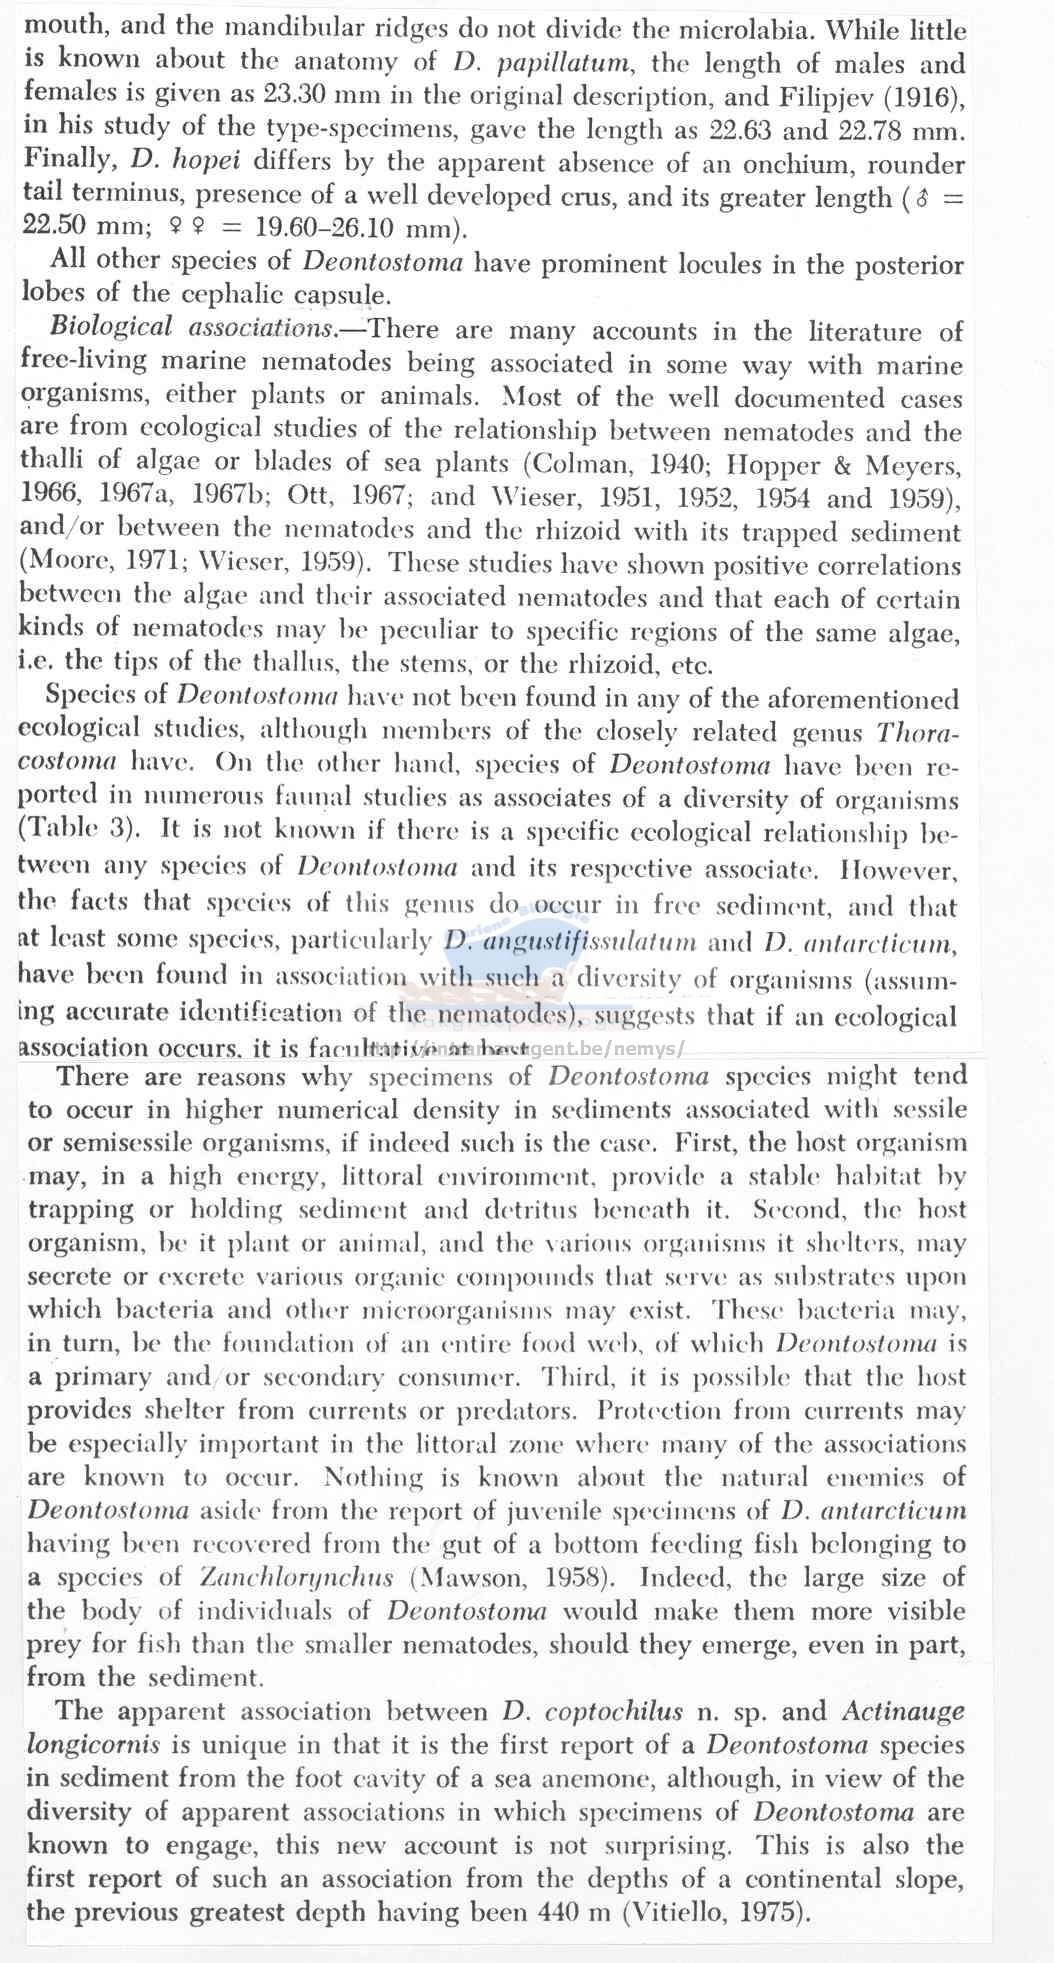 mouth, and the mandibular ridges do not divide the microlabia. While little
is known about the anatomy of D. papillatum, the length of males and
females is given as 23.30 mm in the original description, and Filipjev (1916),
in his study of the type-specimens, gave the length as 22.63 and 22.78 mm.
Finally, D. hopei differs by the apparent absence of an onchium, rounder
tail terminus, presence of a well developed crus, and its greater length (♂ =
22.50 mm; ♀♀ = 19.60–26.10 mm).
All other species of Deontostoma have prominent locules in the posterior
lobes of the cephalic capsule.
Biological associations.—There are many accounts in the literature of
free-living marine nematodes being associated in some way with marine
organisms, either plants or animals. Most of the well documented cases
are from ecological studies of the relationship between nematodes and the
thalli of algae or blades of sea plants (Colman, 1940; Hopper & Meyers,
1966, 1967a, 1967b; Ott, 1967; and Wieser, 1951, 1952, 1954 and 1959),
and/or between the nematodes and the rhizoid with its trapped sediment
(Moore, 1971; Wieser, 1959). These studies have shown positive correlations
between the algae and their associated nematodes and that each of certain
kinds of nematodes may be peculiar to specific regions of the same algae,
i.e. the tips of the thallus, the stems, or the rhizoid, etc.
Species of Deontostoma have not been found in any of the aforementioned
ecological studies, although members of the closely related genus Thora-
costoma have. On the other hand, species of Deontostoma have been re-
ported in numerous faunal studies as associates of a diversity of organisms
(Table 3). It is not known if there is a specific ecological relationship be-
tween any species of Deontostoma and its respective associate. However,
the facts that species of this genus do occur in free sediment, and that
at least some species, particularly D. angustifissulatum and D. antarcticum,
have been found in association with such a diversity of organisms (assum-
ing accurate identification of the nematodes), suggests that if an ecological
association occurs, it is facultative at best
There are reasons why specimens of Deontostoma species might tend
to occur in higher numerical density in sediments associated with sessile
or semisessile organisms, if indeed such is the case. First, the host organism
may, in a high energy, littoral environment, provide a stable habitat by
trapping or holding sediment and detritus beneath it. Second, the host
organism, be it plant or animal, and the various organisms it shelters, may
secrete or excrete various organic compounds that serve as substrates upon
which bacteria and other microorganisms may exist. These bacteria may,
in turn, be the foundation of an entire food web, of which Deontostoma is
a primary and/or secondary consumer. Third, it is possible that the host
provides shelter from currents or predators. Protection from currents may
be especially important in the littoral zone where many of the associations
are known to occur. Nothing is known about the natural enemies of
Deontostoma aside from the report of juvenile specimens of D. antarcticum
having been recovered from the gut of a bottom feeding fish belonging to
a species of Zanchlorynchus (Mawson, 1958). Indeed, the large size of
the body of individuals of Deontostoma would make them more visible
prey for fish than the smaller nematodes, should they emerge, even in part,
from the sediment.
The apparent association between D. coptochilus n. sp. and Actinauge
longicornis is unique in that it is the first report of a Deontostoma species
in sediment from the foot cavity of a sea anemone, although, in view of the
diversity of apparent associations in which specimens of Deontostoma are
known to engage, this new account is not surprising. This is also the
first report of such an association from the depths of a continental slope,
the previous greatest depth having been 440 m (Vitiello, 1975).